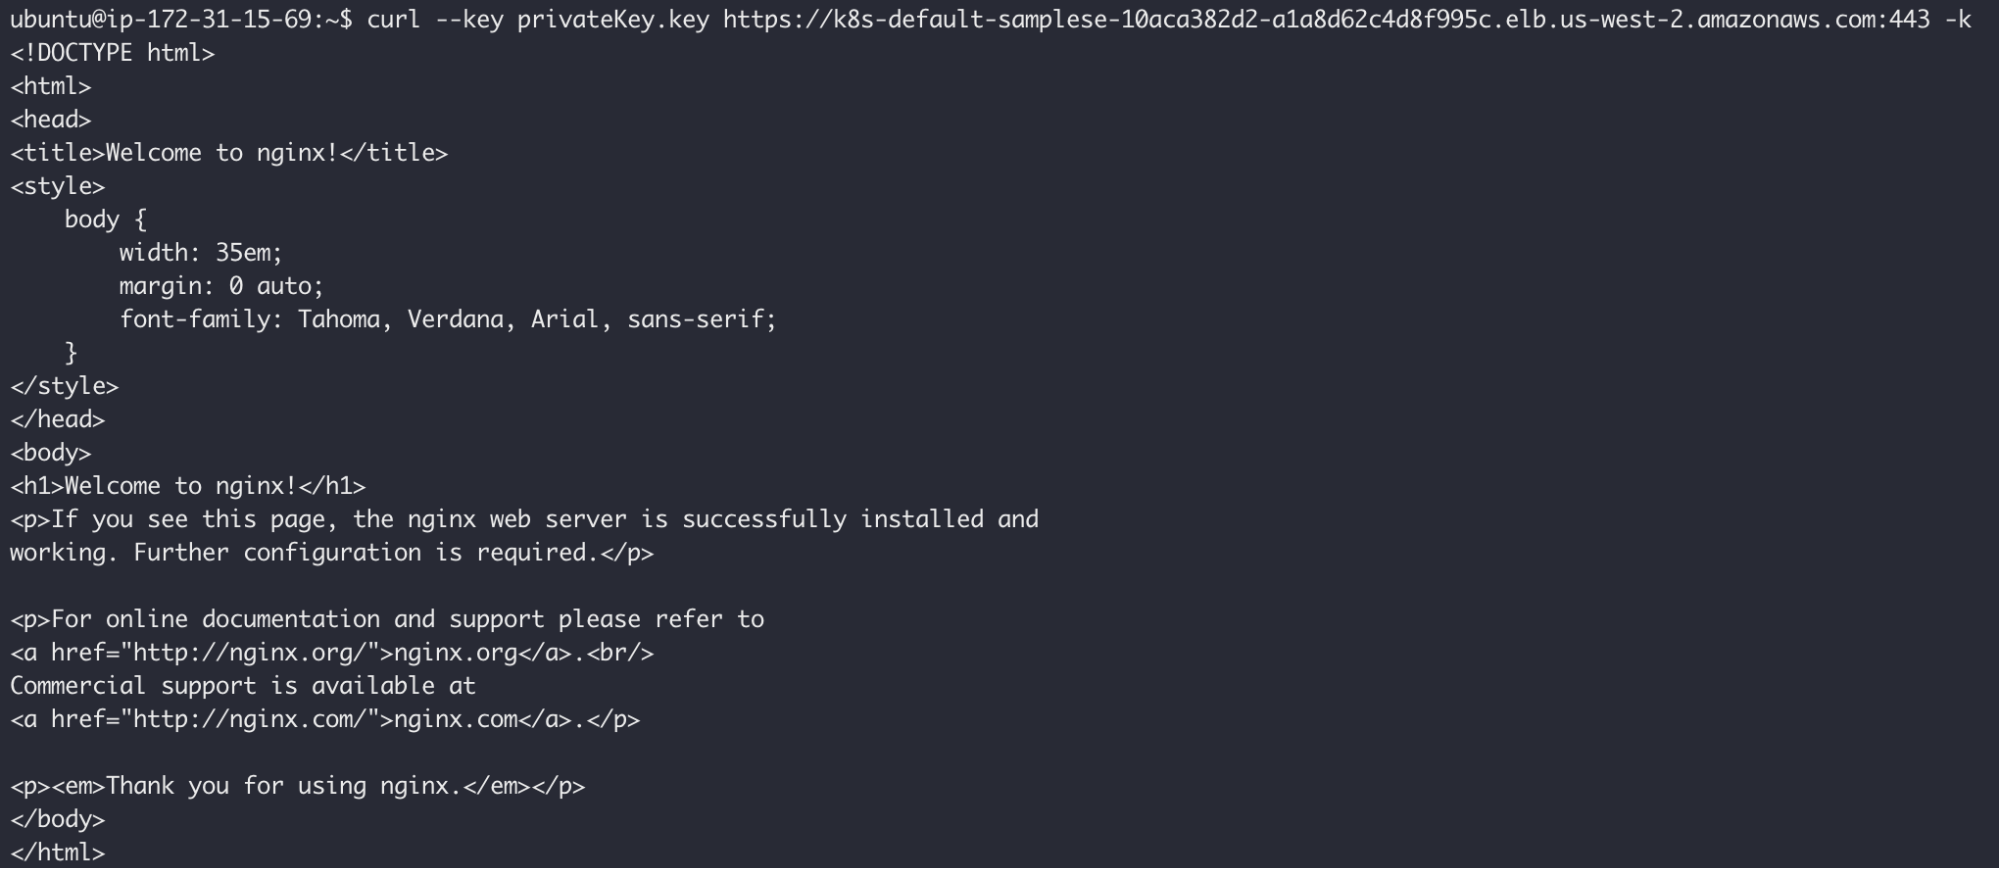 ubuntu@ip-172-31-15-69:~$ curl --key privateKey.key https://k8s-default-samplese-10aca382d2-a1a8d62c4d8f995c.elb.us-west-2.amazonaws.com:443 -k
<!DOCTYPE html>
<html>
<head>
<title>Welcome to nginx!</title>
<style>
    body {
        width: 35em;
        margin: 0 auto;
        font-family: Tahoma, Verdana, Arial, sans-serif;
    }
</style>
</head>
<body>
<h1>Welcome to nginx!</h1>
<p>If you see this page, the nginx web server is successfully installed and
working. Further configuration is required.</p>

<p>For online documentation and support please refer to
<a href="http://nginx.org/">nginx.org</a>.<br/>
Commercial support is available at
<a href="http://nginx.com/">nginx.com</a>.</p>

<p><em>Thank you for using nginx.</em></p>
</body>
</html>